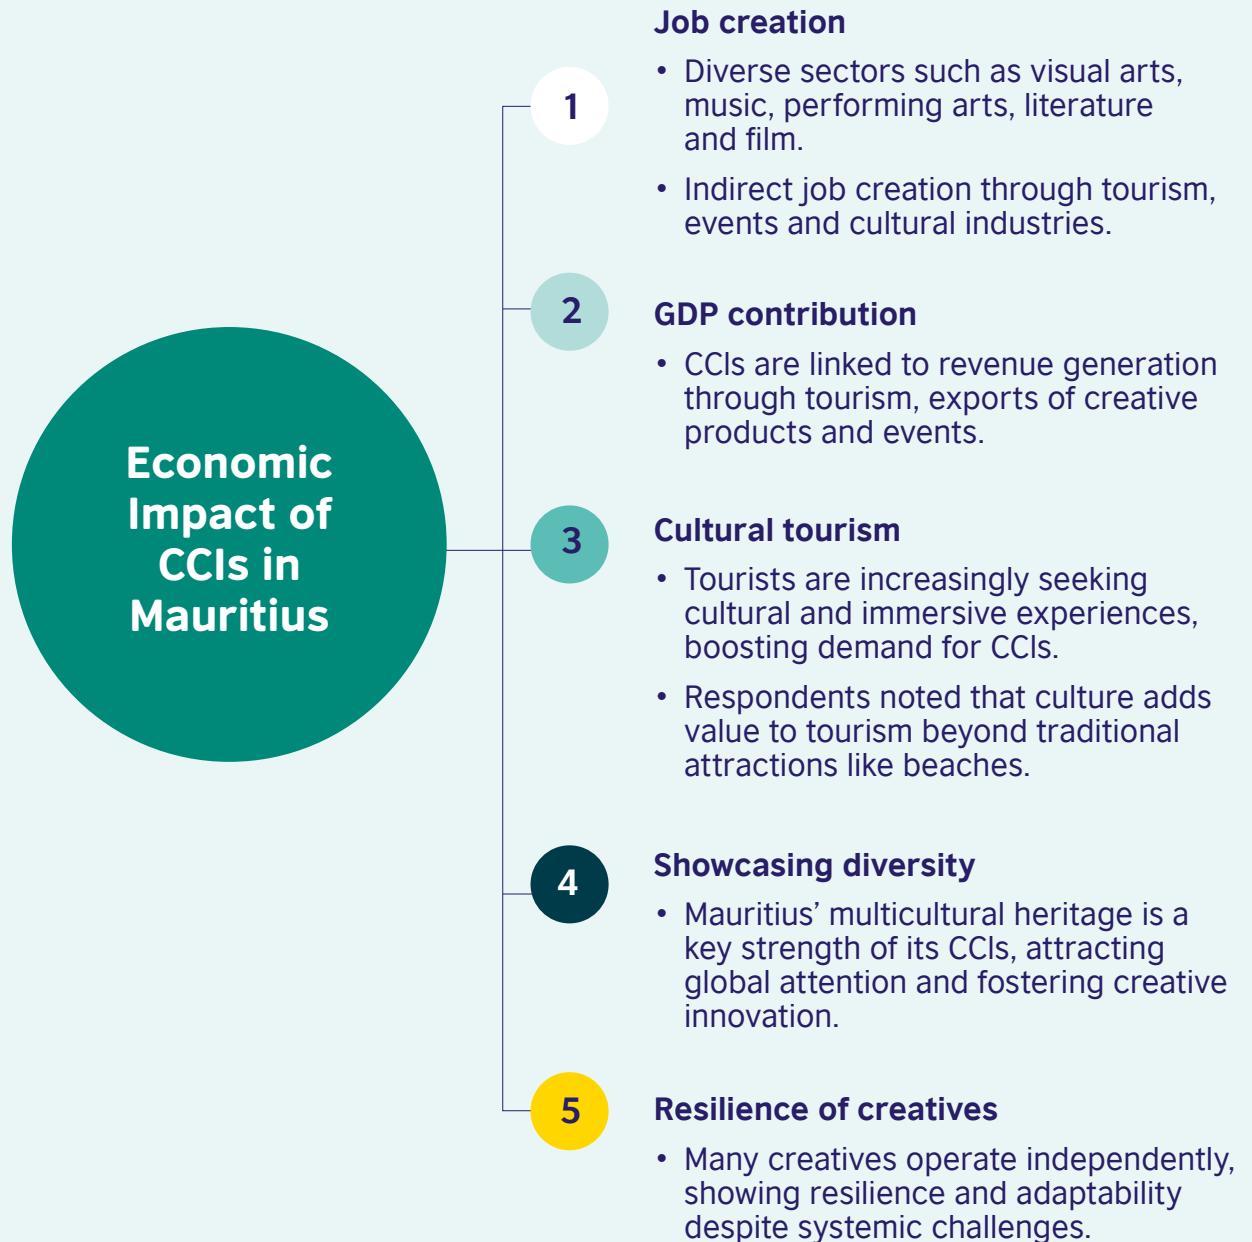 Economic
Impact of
CCIs in
Mauritius
1
Job creation
• Diverse sectors such as visual arts,
music, performing arts, literature
and film.
• Indirect job creation through tourism,
events and cultural industries.
2
GDP contribution
• CCIs are linked to revenue generation
through tourism, exports of creative
products and events.
3
Cultural tourism
• Tourists are increasingly seeking
cultural and immersive experiences,
boosting demand for CCIs.
• Respondents noted that culture adds
value to tourism beyond traditional
attractions like beaches.
4
Showcasing diversity
• Mauritius’ multicultural heritage is a
key strength of its CCIs, attracting
global attention and fostering creative
innovation.
5
Resilience of creatives
• Many creatives operate independently,
showing resilience and adaptability
despite systemic challenges.